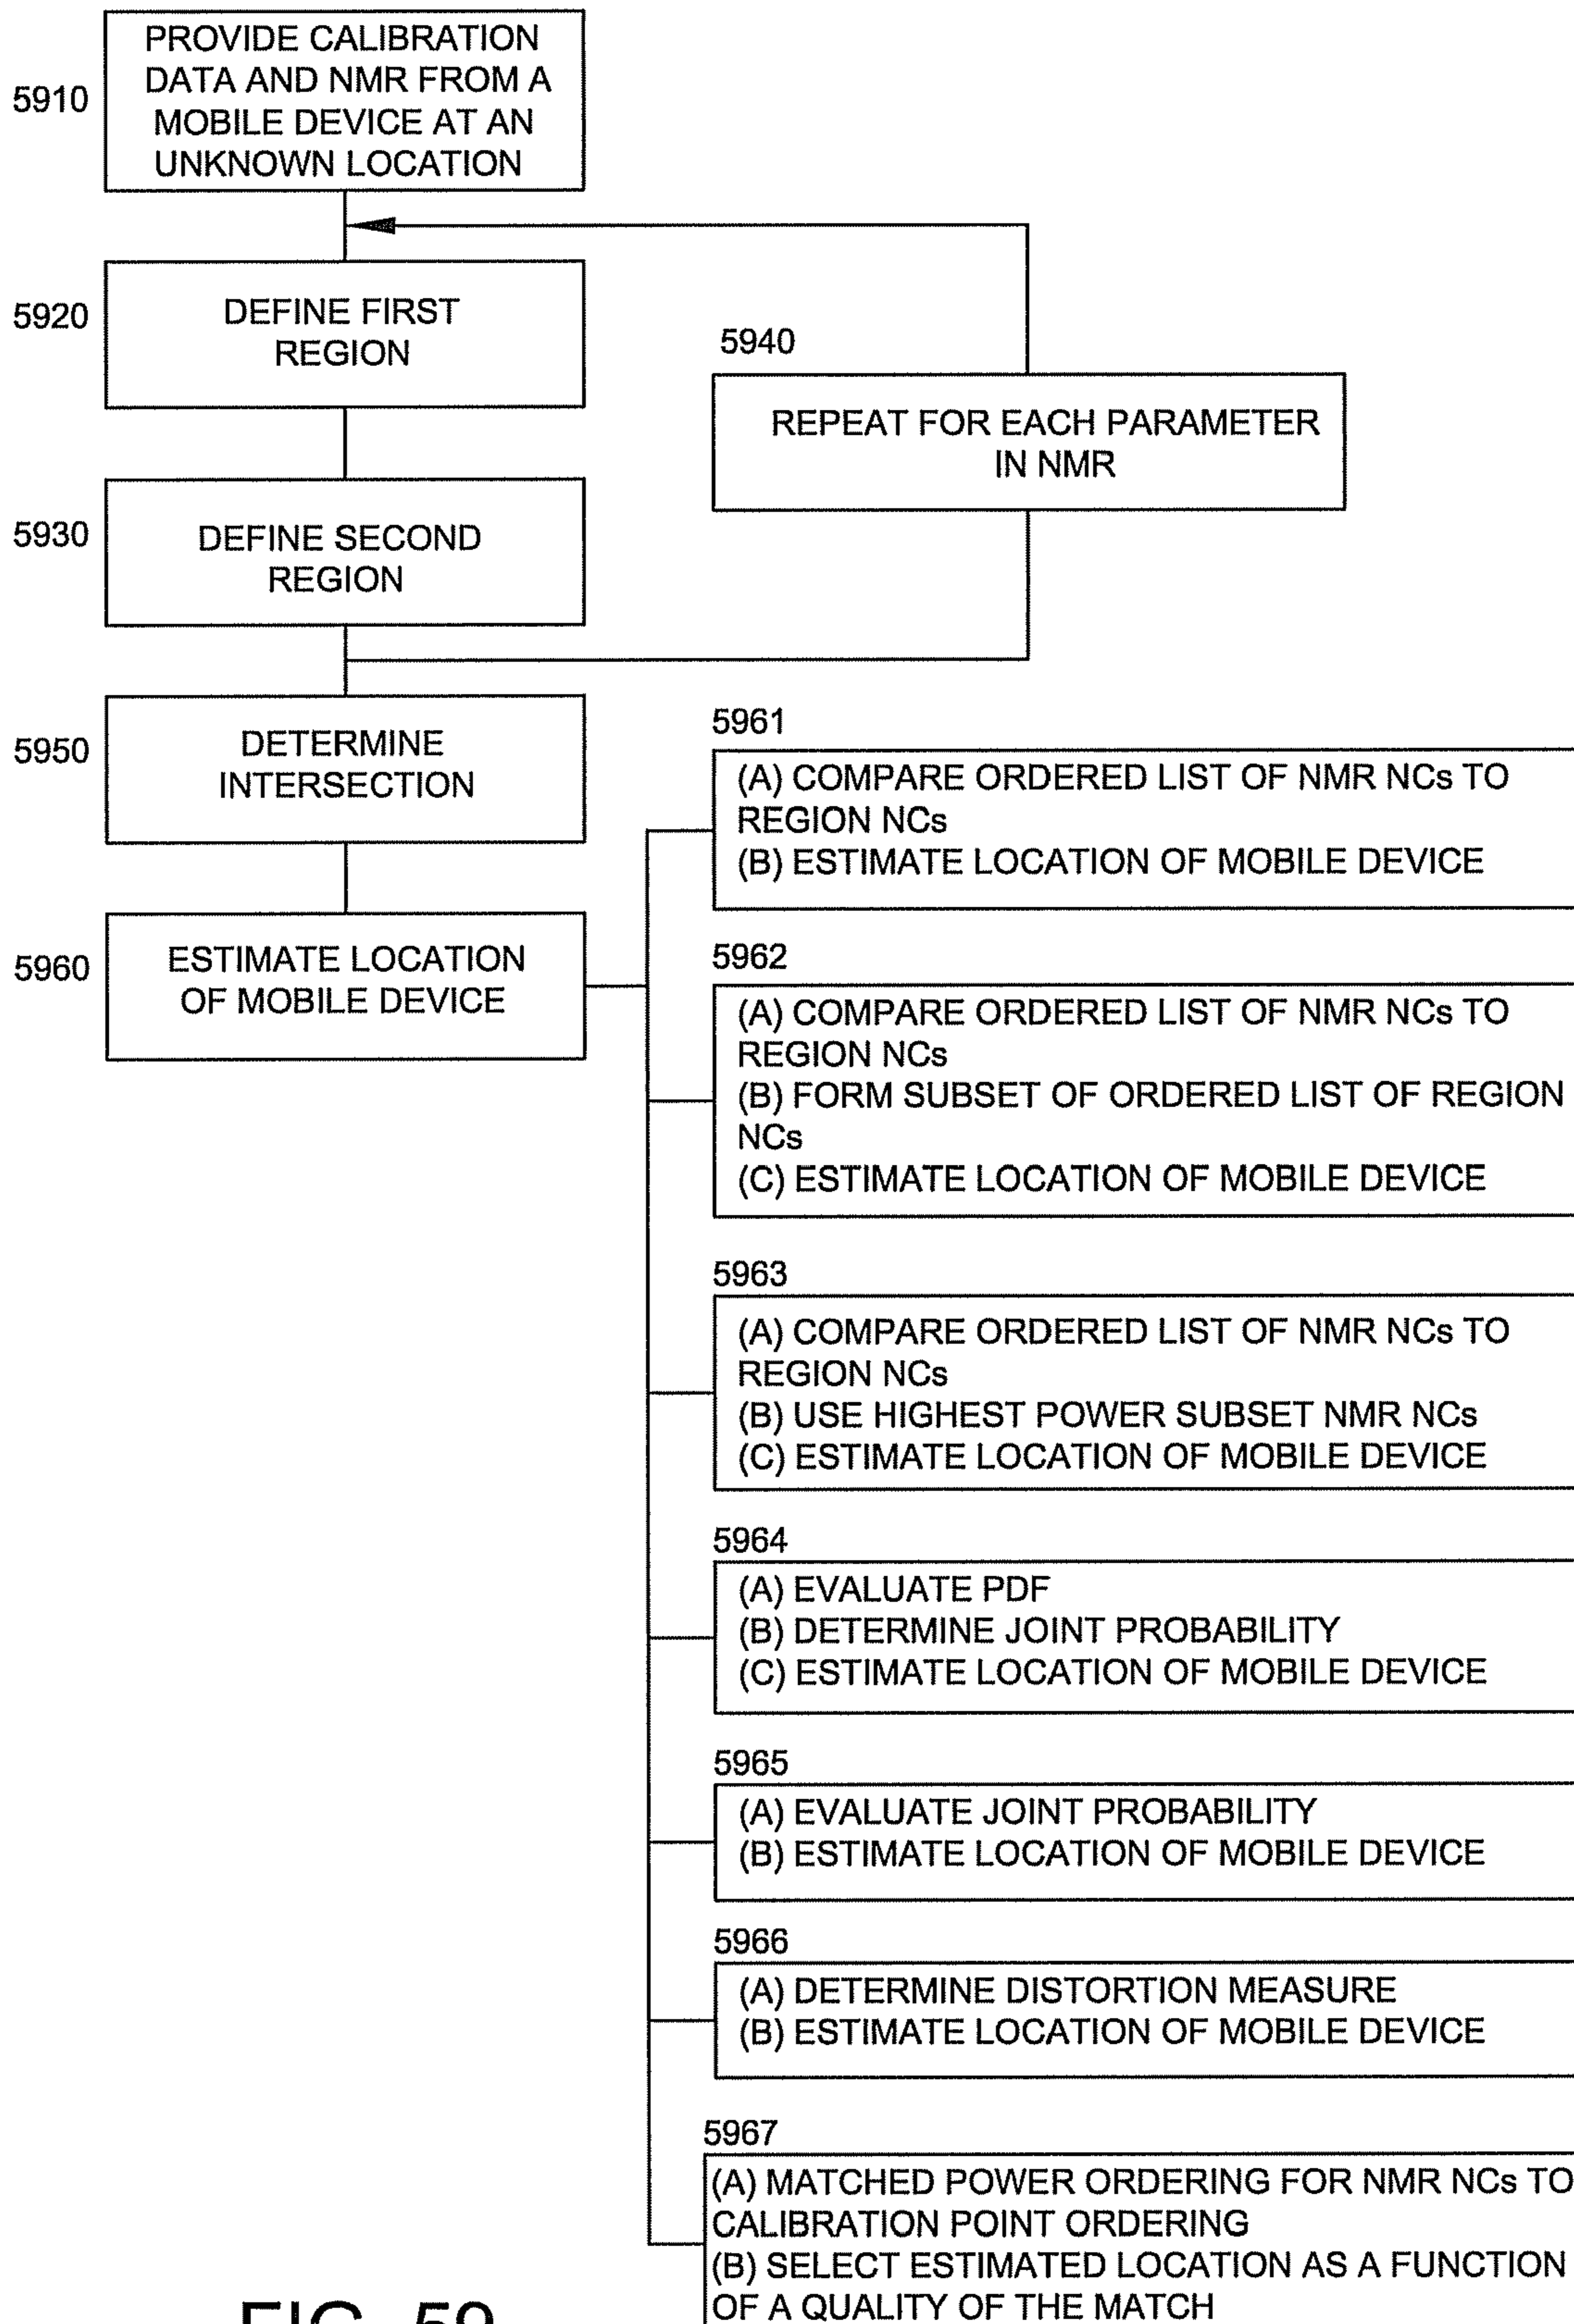 5910
PROVIDE CALIBRATION
DATA AND NMR FROM A
MOBILE DEVICE AT AN
UNKNOWN LOCATION
5920
DEFINE FIRST
REGION
5940
REPEAT FOR EACH PARAMETER
IN NMR
5930
DEFINE SECOND
REGION
5950
DETERMINE
INTERSECTION
5960
ESTIMATE LOCATION
OF MOBILE DEVICE
5961
(A) COMPARE ORDERED LIST OF NMR NCs TO
REGION NCs
(B) ESTIMATE LOCATION OF MOBILE DEVICE
5962
(A) COMPARE ORDERED LIST OF NMR NCs TO
REGION NCs
(B) FORM SUBSET OF ORDERED LIST OF REGION
NCs
(C) ESTIMATE LOCATION OF MOBILE DEVICE
5963
(A) COMPARE ORDERED LIST OF NMR NCs TO
REGION NCs
(B) USE HIGHEST POWER SUBSET NMR NCs
(C) ESTIMATE LOCATION OF MOBILE DEVICE
5964
(A) EVALUATE PDF
(B) DETERMINE JOINT PROBABILITY
(C) ESTIMATE LOCATION OF MOBILE DEVICE
5965
(A) EVALUATE JOINT PROBABILITY
(B) ESTIMATE LOCATION OF MOBILE DEVICE
5966
(A) DETERMINE DISTORTION MEASURE
(B) ESTIMATE LOCATION OF MOBILE DEVICE
5967
(A) MATCHED POWER ORDERING FOR NMR NCs TO
CALIBRATION POINT ORDERING
(B) SELECT ESTIMATED LOCATION AS A FUNCTION
OF A QUALITY OF THE MATCH
FIG. 59